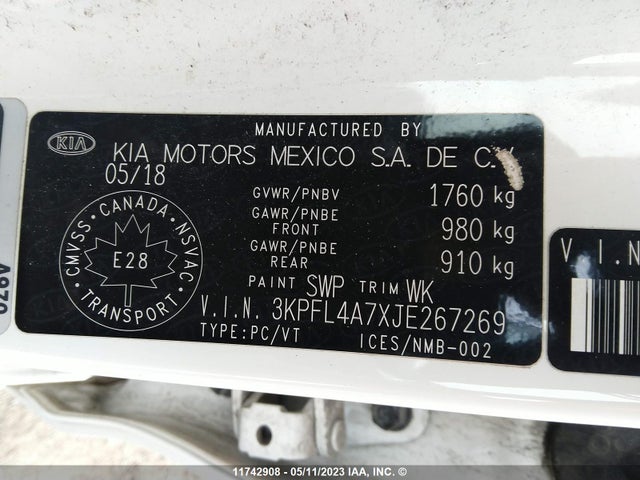 MANUFACTURED BY
KIA KIA MOTORS MEXICO S.A. DE C.V
05/18
GVWR/PNBV 1760 kg
GAWR/PNBE FRONT 980 kg
GAWR/PNBE REAR 910 kg
PAINT SWP TRIM WK
V.I.N. 3KPFL4A7XJE267269
TYPE:PC/VT ICES/NMB-002
CMVSS • CANADA • NSVAC
E28
TRANSPORT
V.I.N
11742908 - 05/11/2023 IAA, Inc. ©